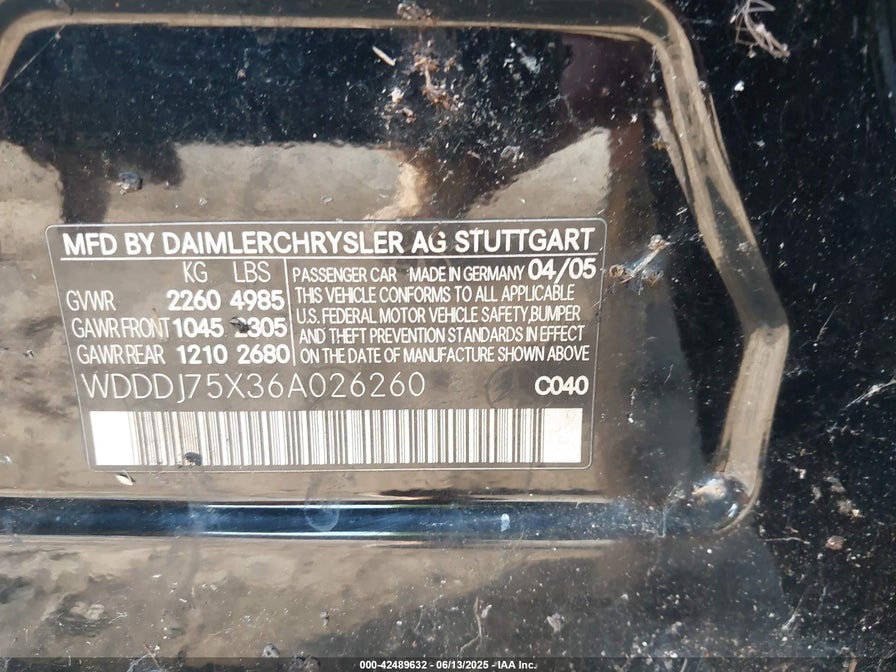 MFD BY DAIMLERCHRYSLER AG STUTTGART
KG LBS
GVWR 2260 4985
GAWR FRONT 1045 2305
GAWR REAR 1210 2680
PASSENGER CAR MADE IN GERMANY 04/05
THIS VEHICLE CONFORMS TO ALL APPLICABLE
U.S. FEDERAL MOTOR VEHICLE SAFETY, BUMPER
AND THEFT PREVENTION STANDARDS IN EFFECT
ON THE DATE OF MANUFACTURE SHOWN ABOVE
WDDDJ75X36A026260 C040
000-42489632 - 06/13/2025 - IAA Inc.